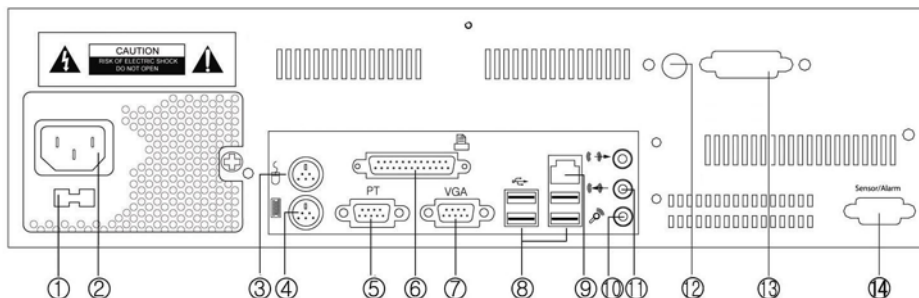 CAUTION
RISK OF ELECTRIC SHOCK
DO NOT OPEN
PT
VGA
Sensor/Alarm
① ② ③ ④ ⑤ ⑥ ⑦ ⑧ ⑨ ⑩ ⑪ ⑫ ⑬ ⑭